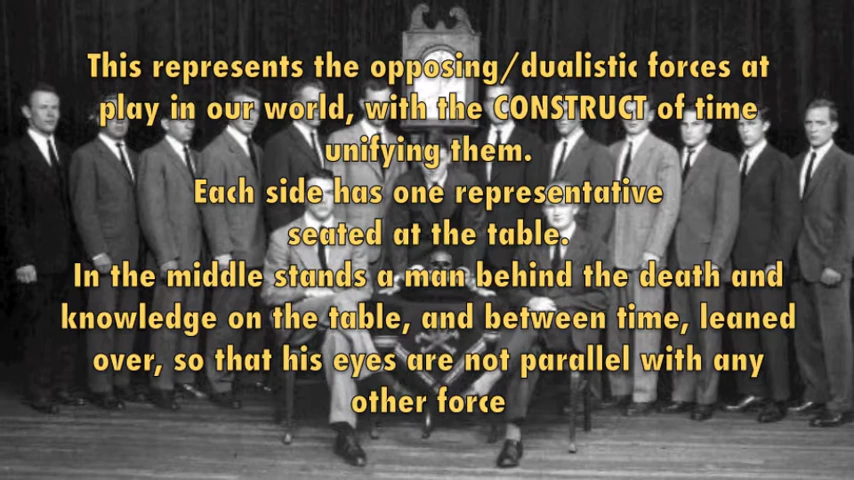 This represents the opposing/dualistic forces at
play in our world, with the CONSTRUCT of time
unifying them.
Each side has one representative
seated at the table.
In the middle stands a man behind the death and
knowledge on the table, and between time, leaned
over, so that his eyes are not parallel with any
other force